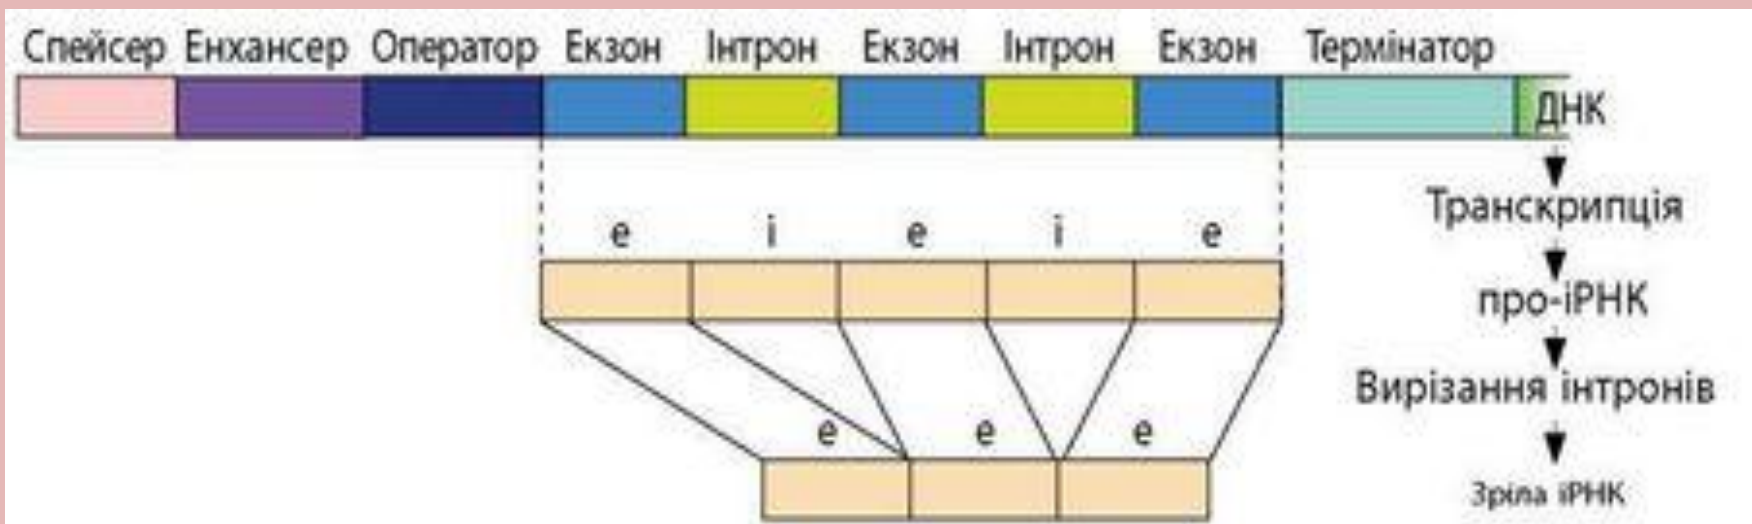 Спейсер Енхансер Оператор Екзон Інтрон Екзон Інтрон Екзон Термінатор
ДНК
Транскрипція
е і е і е
про-іРНК
Вирізання інтронів
е е е
Зріла іРНК